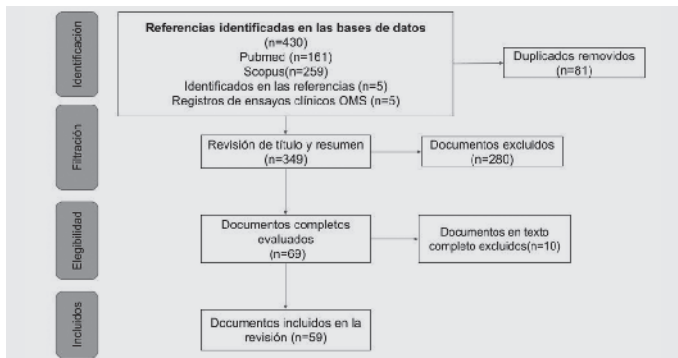 Identificación
Referencias identificadas en las bases de datos
(n=430)
Pubmed (n=161)
Scopus(n=259)
Identificados en las referencias (n=5)
Registros de ensayos clínicos OMS (n=5)
Duplicados removidos
(n=81)
Filtración
Revisión de título y resumen
(n=349)
Documentos excluidos
(n=280)
Elegibilidad
Documentos completos
evaluados
(n=69)
Documentos en texto
completo excluidos(n=10)
Incluidos
Documentos incluidos en la
revisión (n=59)